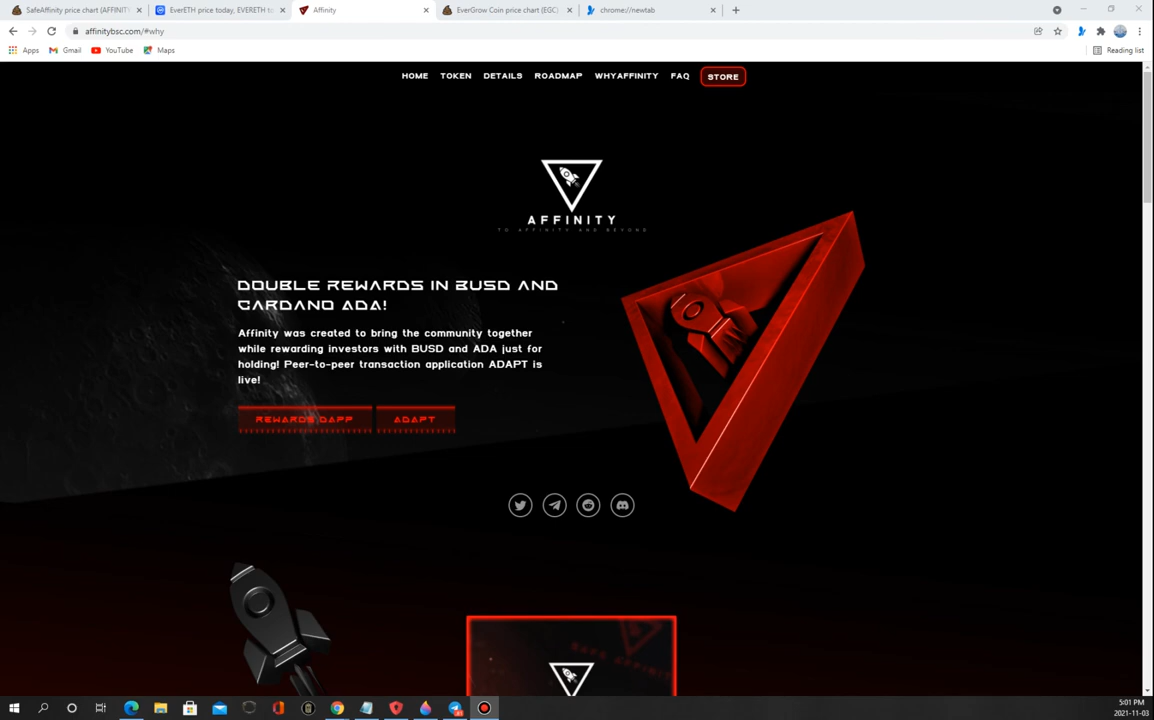 SafeAffinity price chart (AFFINIT
EverETH price today, EVERETH to
Affinity
EverGrow Coin price chart (EGC)
chrome://newtab
affinitybsc.com/#why
Apps
Gmail
YouTube
Maps
Reading list
HOME
TOKEN
DETAILS
ROADMAP
WHYAFFINITY
FAQ
STORE
AFFINITY
TO AFFINITY AND BEYOND
DOUBLE REWARDS IN BUSD AND
CARDANO ADA!
Affinity was created to bring the community together
while rewarding investors with BUSD and ADA just for
holding! Peer-to-peer transaction application ADAPT is
live!
REWARDS DAPP
ADAPT
5:01 PM
2021-11-03